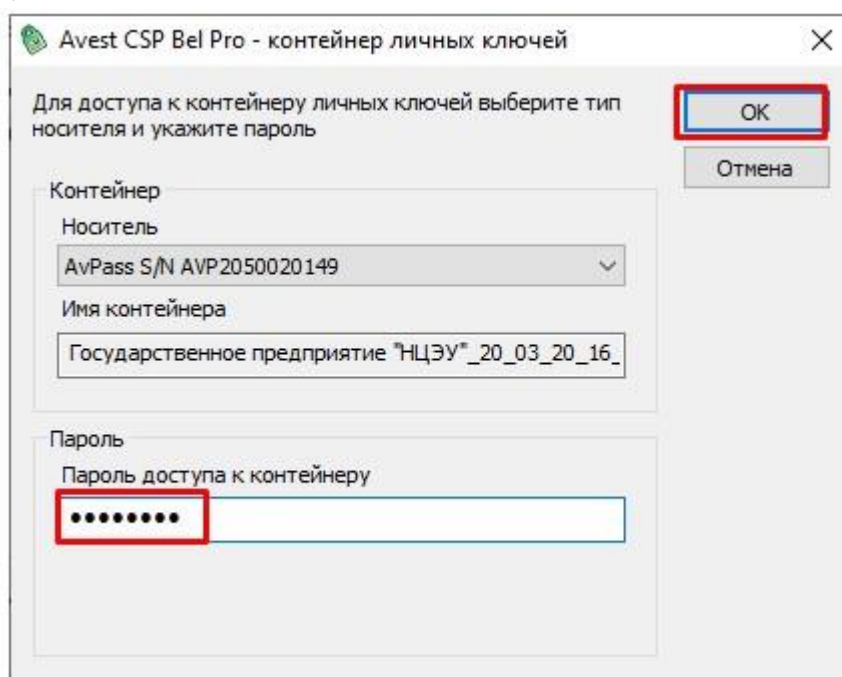 Avest CSP Bel Pro - контейнер личных ключей
Для доступа к контейнеру личных ключей выберите тип
носителя и укажите пароль
OK
Отмена
Контейнер
Носитель
AvPass S/N AVP2050020149
Имя контейнера
Государственное предприятие "НЦЭУ"_20_03_20_16_
Пароль
Пароль доступа к контейнеру
••••••••